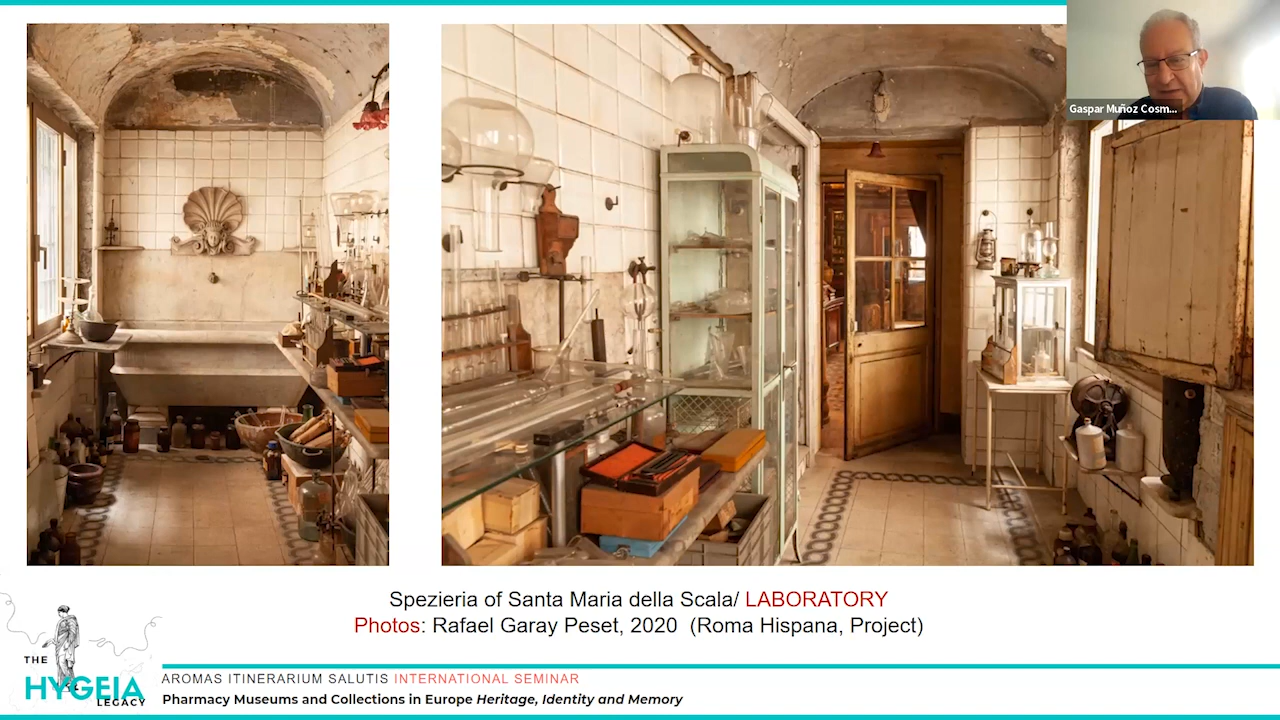 Gaspar Muñoz Cosm...
Spezieria of Santa Maria della Scala/ LABORATORY
Photos: Rafael Garay Peset, 2020 (Roma Hispana, Project)
THE
HYGEIA
LEGACY
AROMAS ITINERARIUM SALUTIS INTERNATIONAL SEMINAR
Pharmacy Museums and Collections in Europe Heritage, Identity and Memory